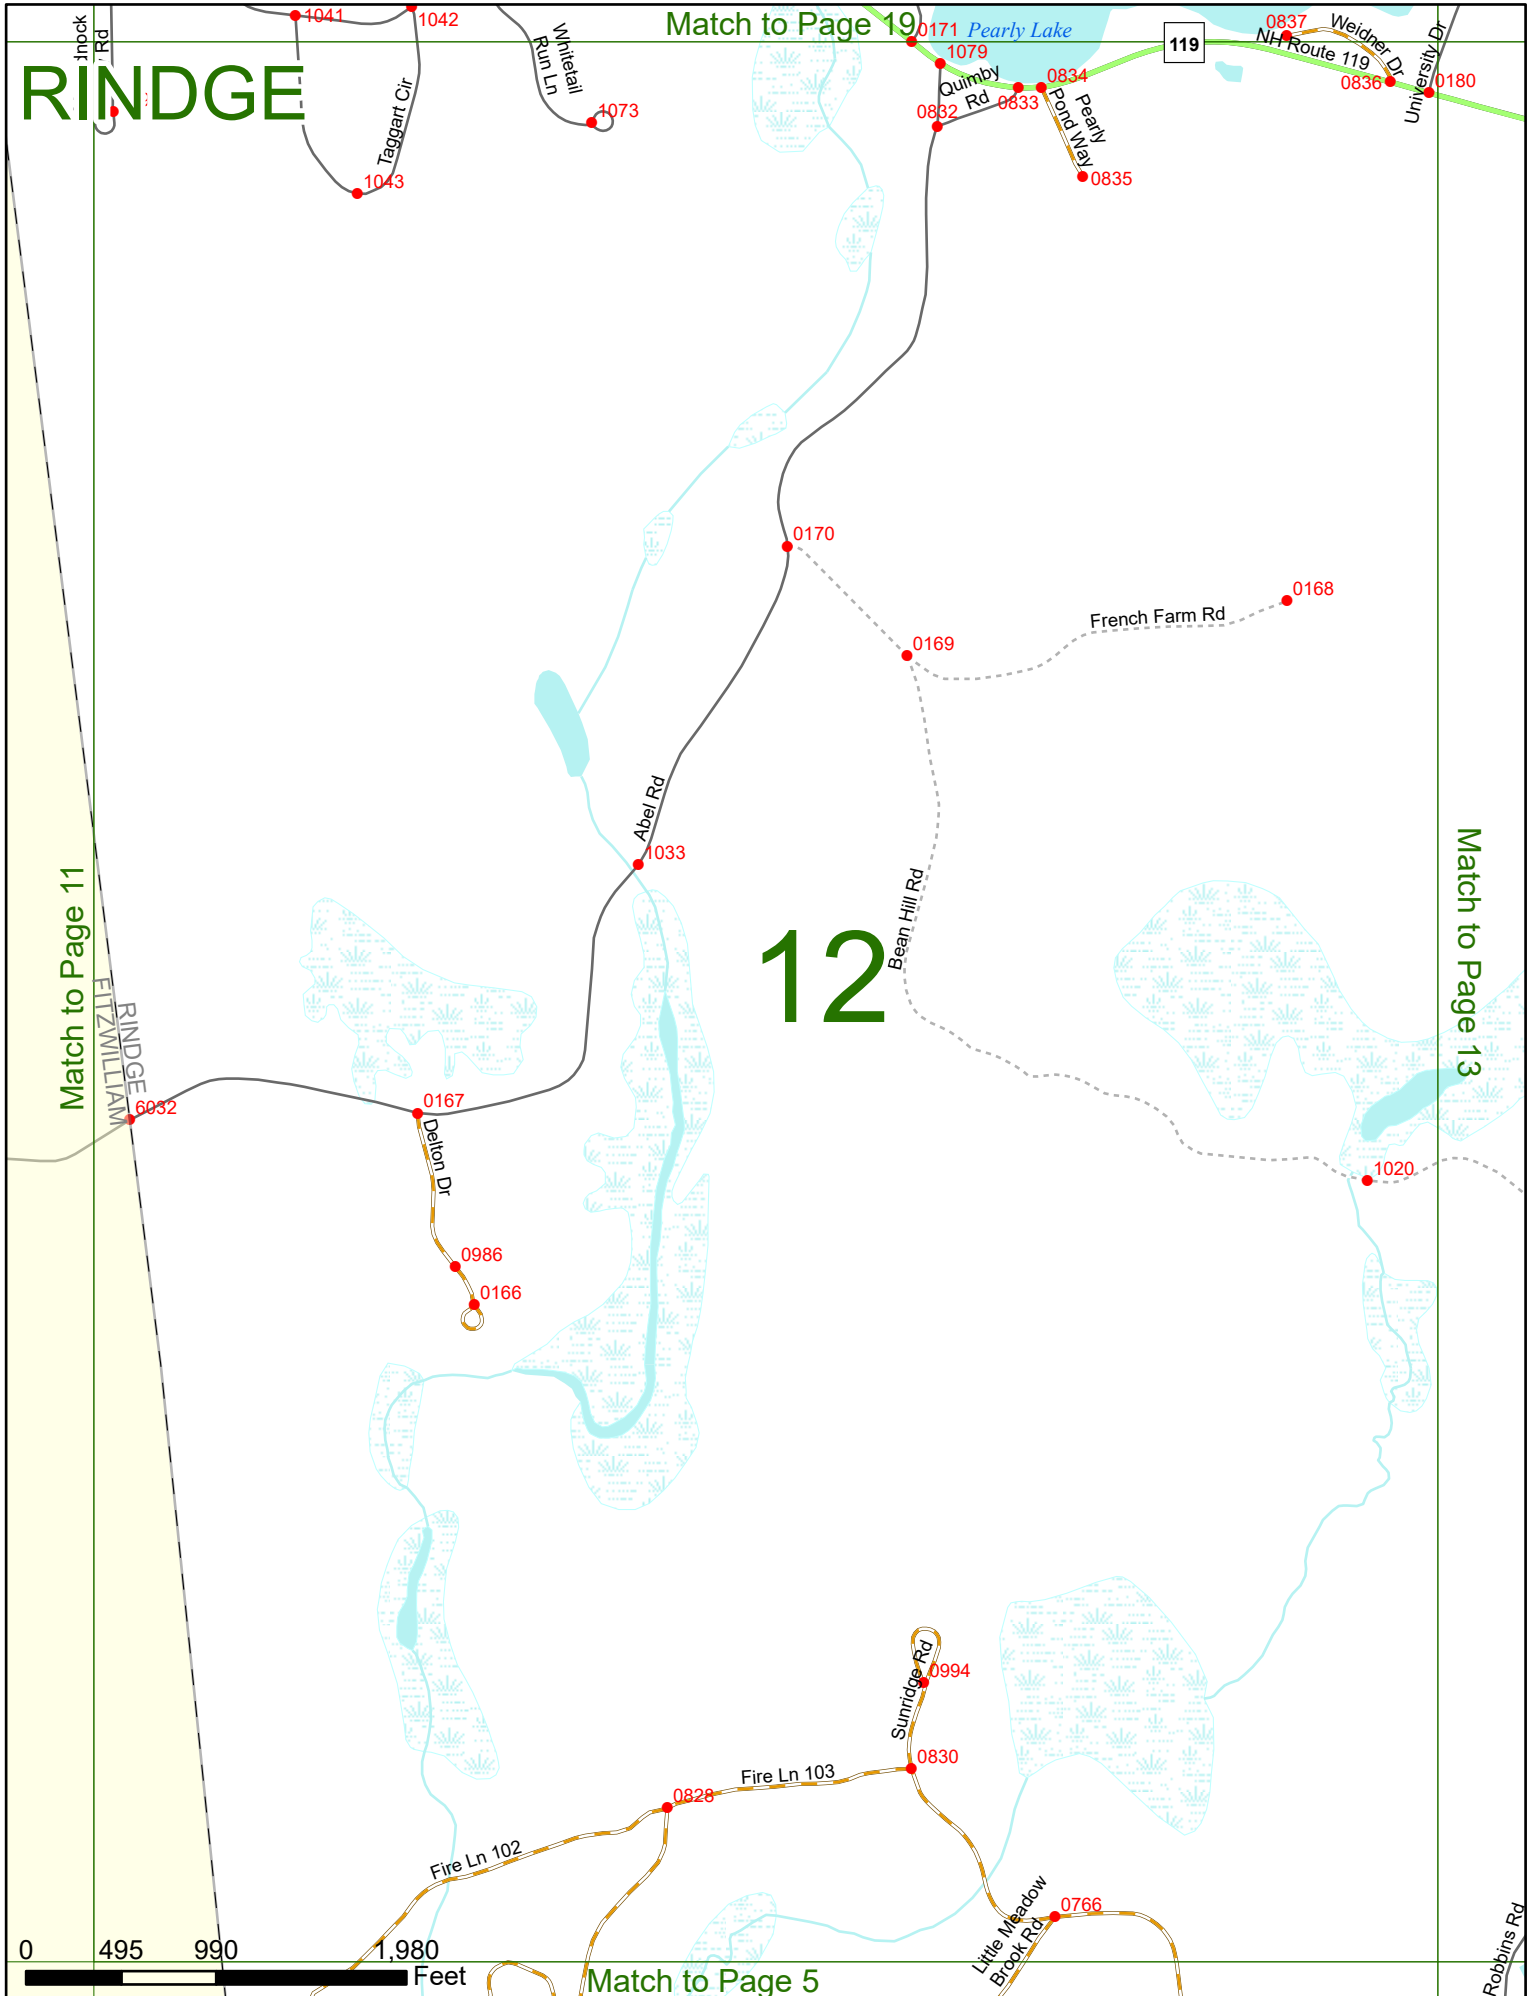 Match to Page 19
RINDGE
dnock
Rd
1041
1042
Taggart Cir
1043
Whitetail
Run Ln
1073
0171
Pearly Lake
1079
Quimby
Rd
0832
0833
0834
Pearly
Pond Way
0835
119
0837
Weidner Dr
NH Route 119
0836
University Dr
0180
0170
0169
French Farm Rd
0168
Abel Rd
1033
Bean Hill Rd
12
Match to Page 11
Match to Page 13
RINDGE
FITZWILLIAM
6032
0167
Delton Dr
0986
0166
1020
Sunridge Rd
0994
0830
Fire Ln 103
0828
Fire Ln 102
Little Meadow
Brook Rd
0766
Robbins Rd
0 495 990 1,980
Feet
Match to Page 5